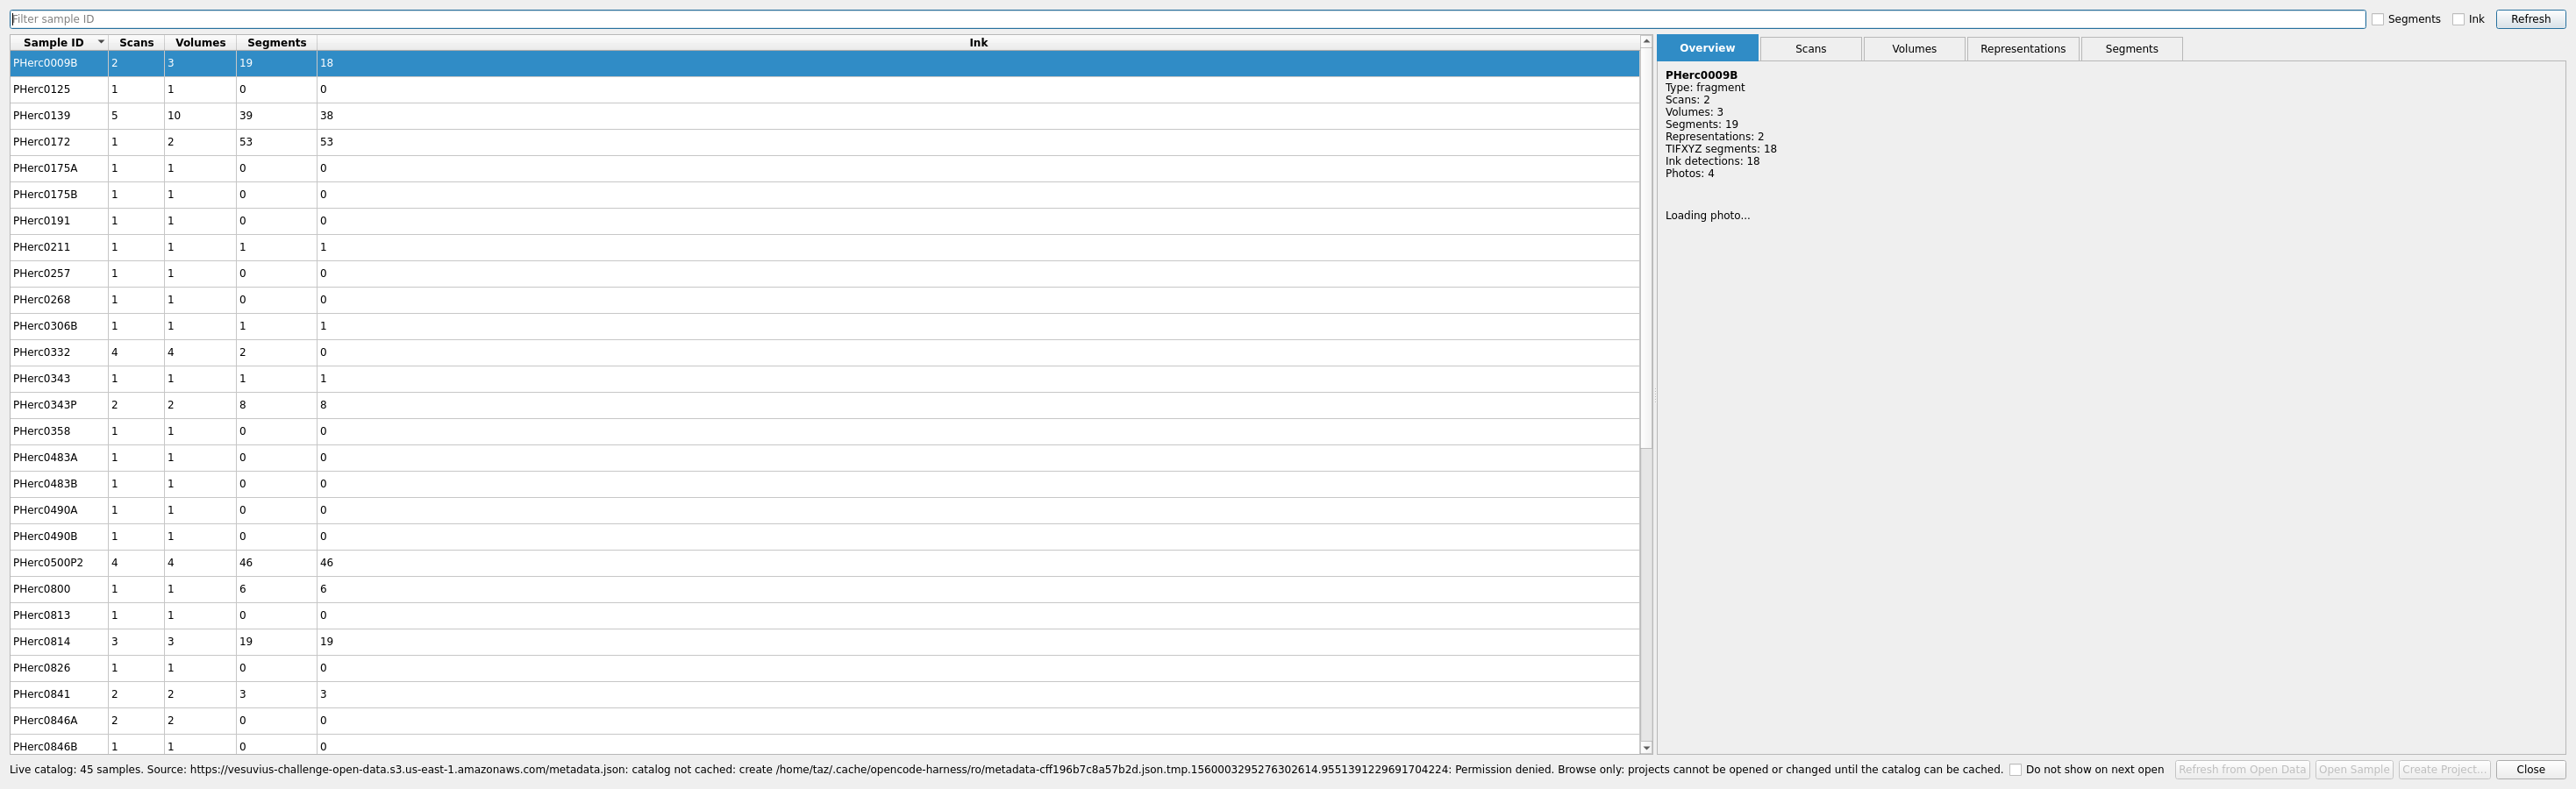 Filter sample ID Segments Ink Refresh
Sample ID Scans Volumes Segments Ink
PHerc0009B 2 3 19 18
PHerc0125 1 1 0 0
PHerc0139 5 10 39 38
PHerc0172 1 2 53 53
PHerc0175A 1 1 0 0
PHerc0175B 1 1 0 0
PHerc0191 1 1 0 0
PHerc0211 1 1 1 1
PHerc0257 1 1 0 0
PHerc0268 1 1 0 0
PHerc0306B 1 1 1 1
PHerc0332 4 4 2 0
PHerc0343 1 1 1 1
PHerc0343P 2 2 8 8
PHerc0358 1 1 0 0
PHerc0483A 1 1 0 0
PHerc0483B 1 1 0 0
PHerc0490A 1 1 0 0
PHerc0490B 1 1 0 0
PHerc0500P2 4 4 46 46
PHerc0800 1 1 6 6
PHerc0813 1 1 0 0
PHerc0814 3 3 19 19
PHerc0826 1 1 0 0
PHerc0841 2 2 3 3
PHerc0846A 2 2 0 0
PHerc0846B 1 1 0 0
Overview Scans Volumes Representations Segments
PHerc0009B
Type: fragment
Scans: 2
Volumes: 3
Segments: 19
Representations: 2
TIFXYZ segments: 18
Ink detections: 18
Photos: 4
Loading photo...
Live catalog: 45 samples. Source: https://vesuvius-challenge-open-data.s3.us-east-1.amazonaws.com/metadata.json: catalog not cached: create /home/taz/.cache/opencode-harness/ro/metadata-cff196b7c8a57b2d.json.tmp.1560003295276302614.9551391229691704224: Permission denied. Browse only: projects cannot be opened or changed until the catalog can be cached. Do not show on next open Refresh from Open Data Open Sample Create Project... Close